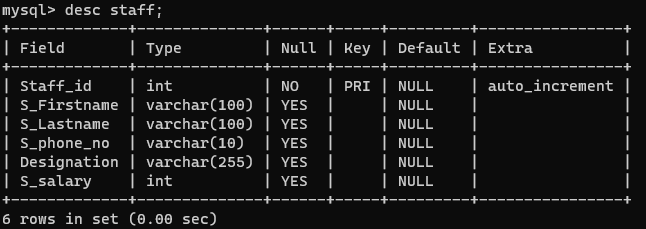 mysql> desc staff;
+-------------+--------------+------+-----+---------+----------------+
| Field       | Type         | Null | Key | Default | Extra          |
+-------------+--------------+------+-----+---------+----------------+
| Staff_id    | int          | NO   | PRI | NULL    | auto_increment |
| S_Firstname | varchar(100) | YES  |     | NULL    |                |
| S_Lastname  | varchar(100) | YES  |     | NULL    |                |
| S_phone_no  | varchar(10)  | YES  |     | NULL    |                |
| Designation | varchar(255) | YES  |     | NULL    |                |
| S_salary    | int          | YES  |     | NULL    |                |
+-------------+--------------+------+-----+---------+----------------+
6 rows in set (0.00 sec)